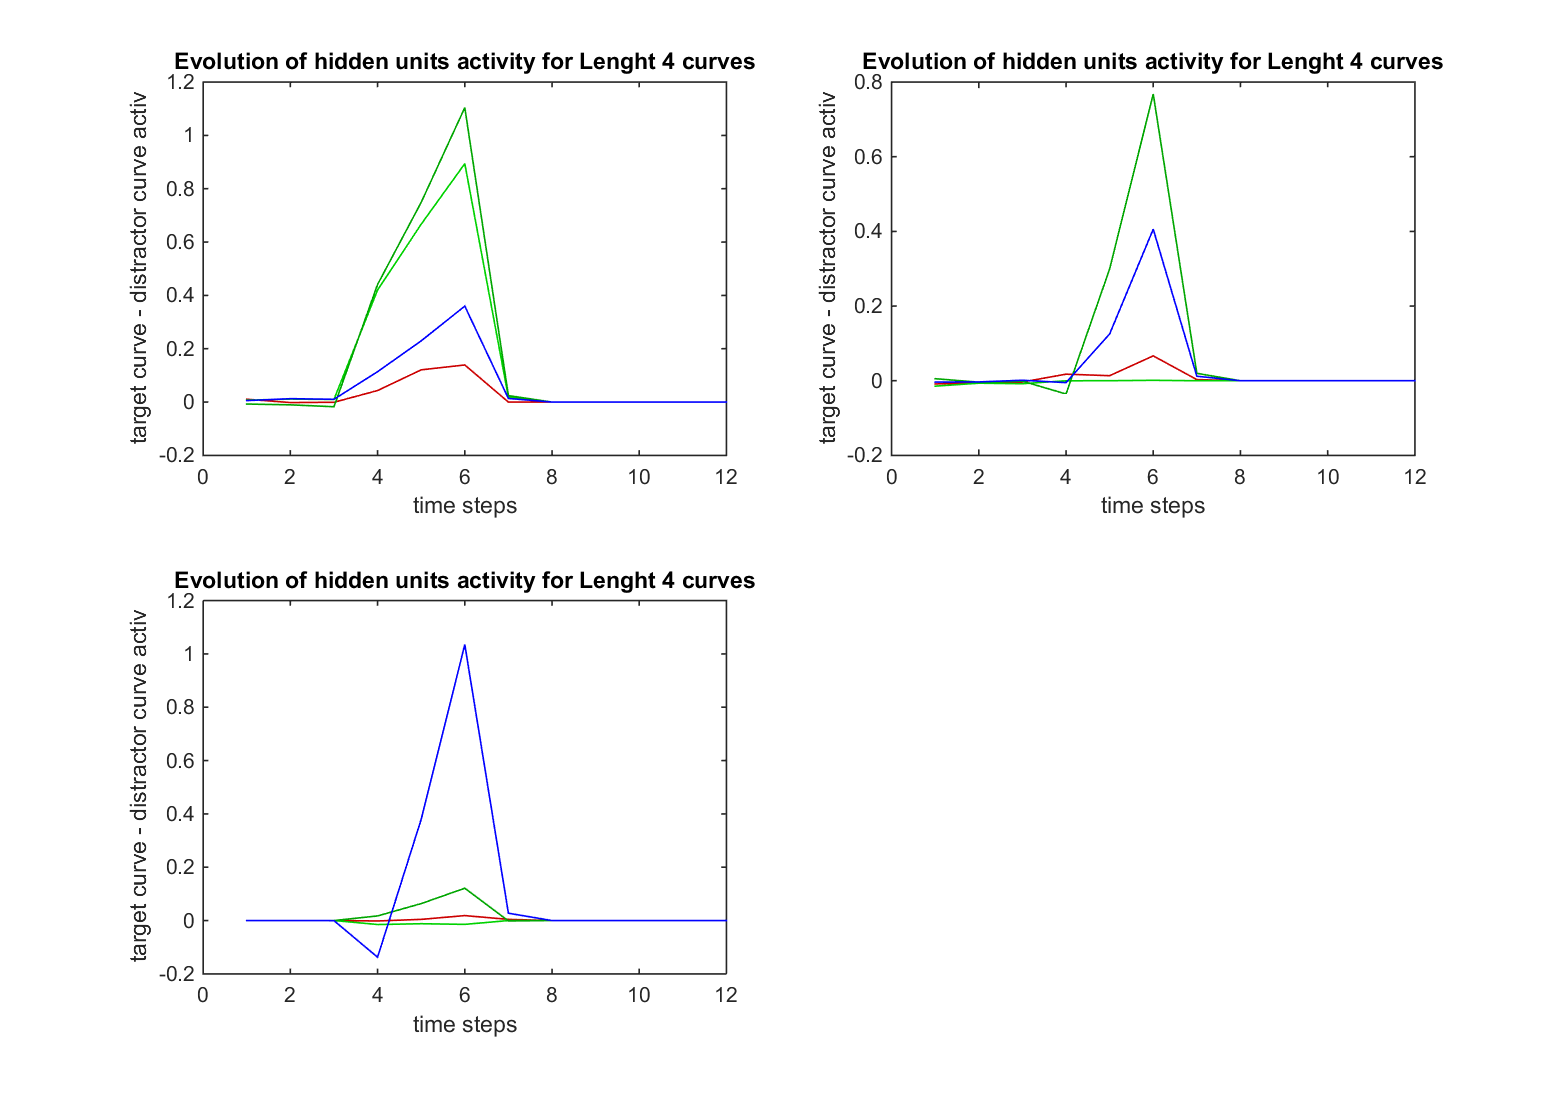 Evolution of hidden units activity for Lenght 4 curves
target curve - distractor curve activ
1.2
1
0.8
0.6
0.4
0.2
0
-0.2
0 2 4 6 8 10 12
time steps
Evolution of hidden units activity for Lenght 4 curves
target curve - distractor curve activ
0.8
0.6
0.4
0.2
0
-0.2
0 2 4 6 8 10 12
time steps
Evolution of hidden units activity for Lenght 4 curves
target curve - distractor curve activ
1.2
1
0.8
0.6
0.4
0.2
0
-0.2
0 2 4 6 8 10 12
time steps